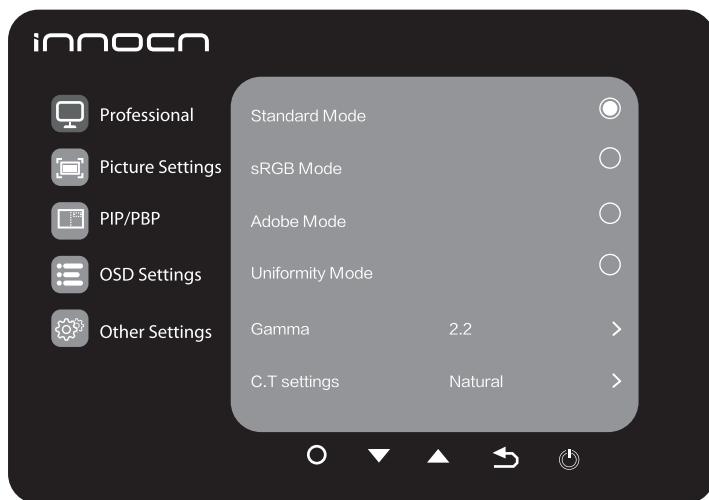 innocn
Professional
Picture Settings
PIP/PBP
OSD Settings
Other Settings
Standard Mode
sRGB Mode
Adobe Mode
Uniformity Mode
Gamma 2.2 >
C.T settings Natural >